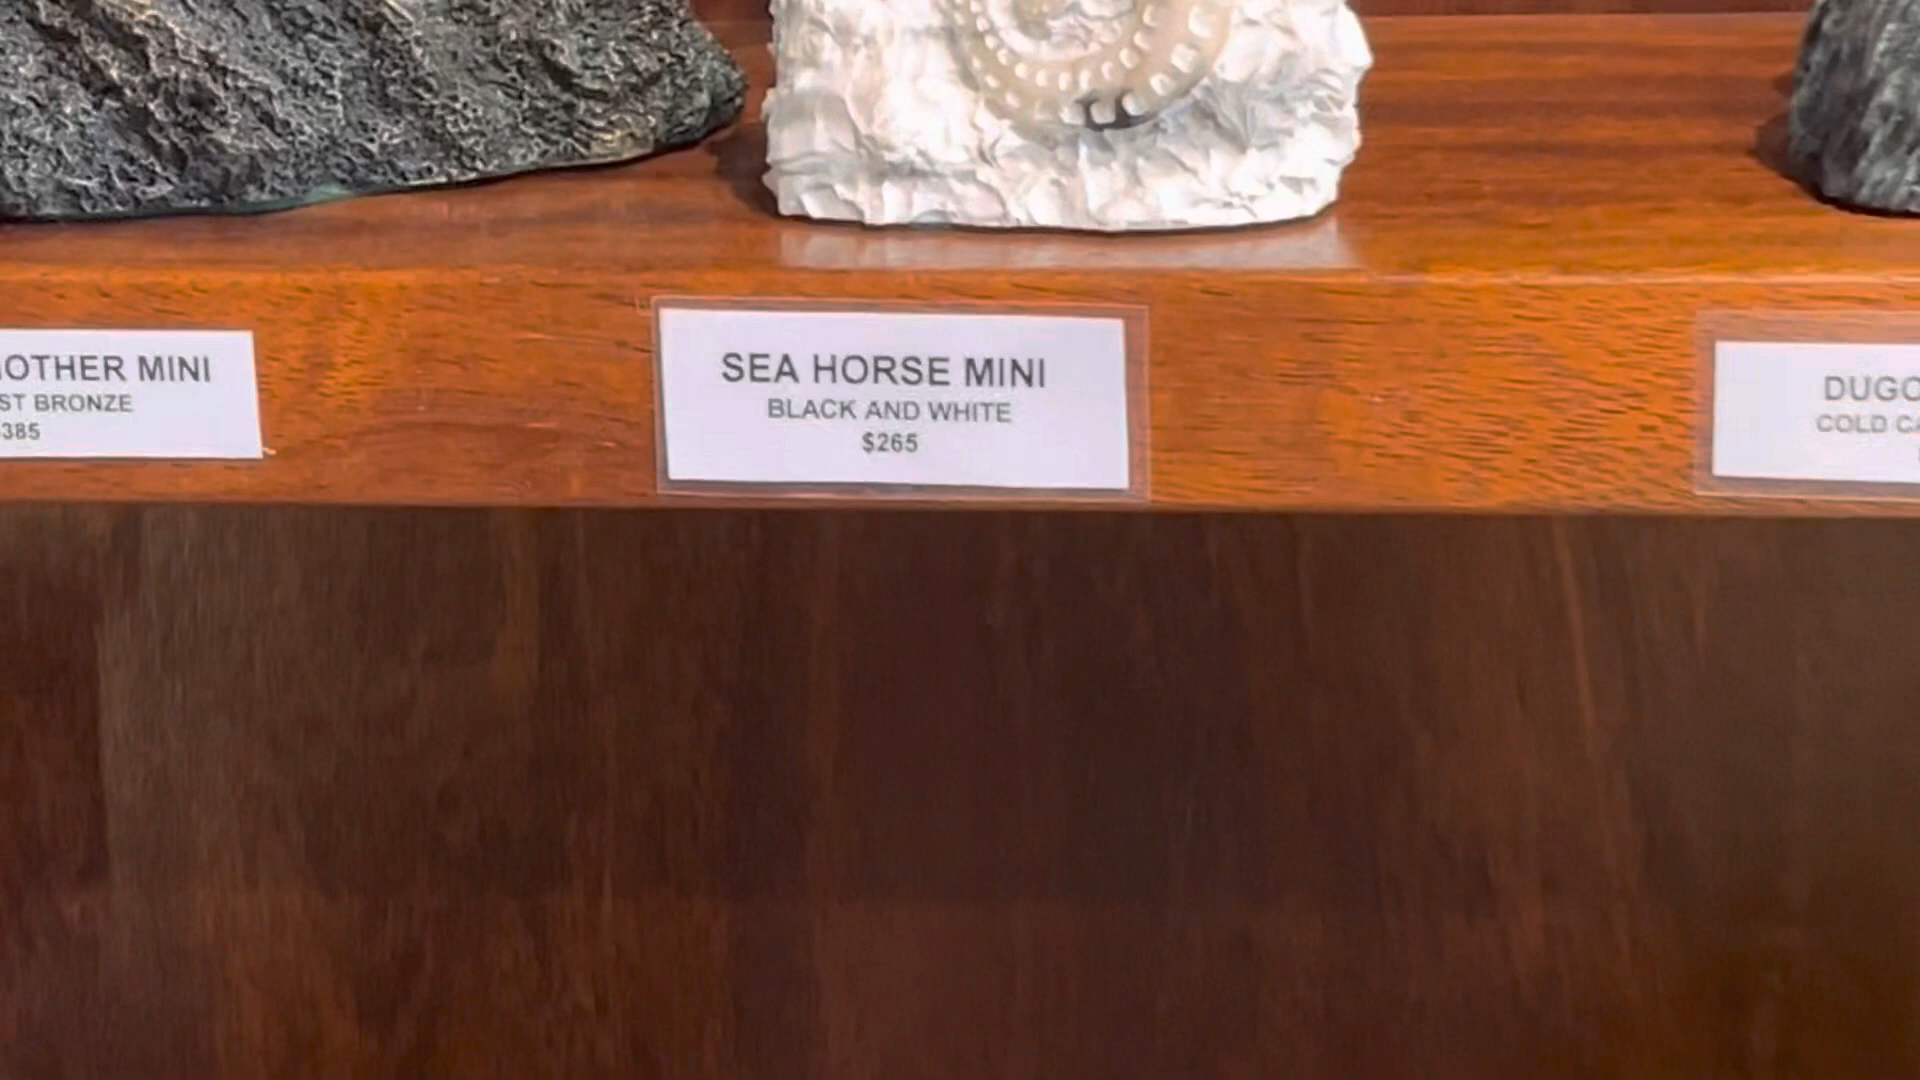 OTHER MINI
ST BRONZE
385
SEA HORSE MINI
BLACK AND WHITE
$265
DUGO
COLD CA